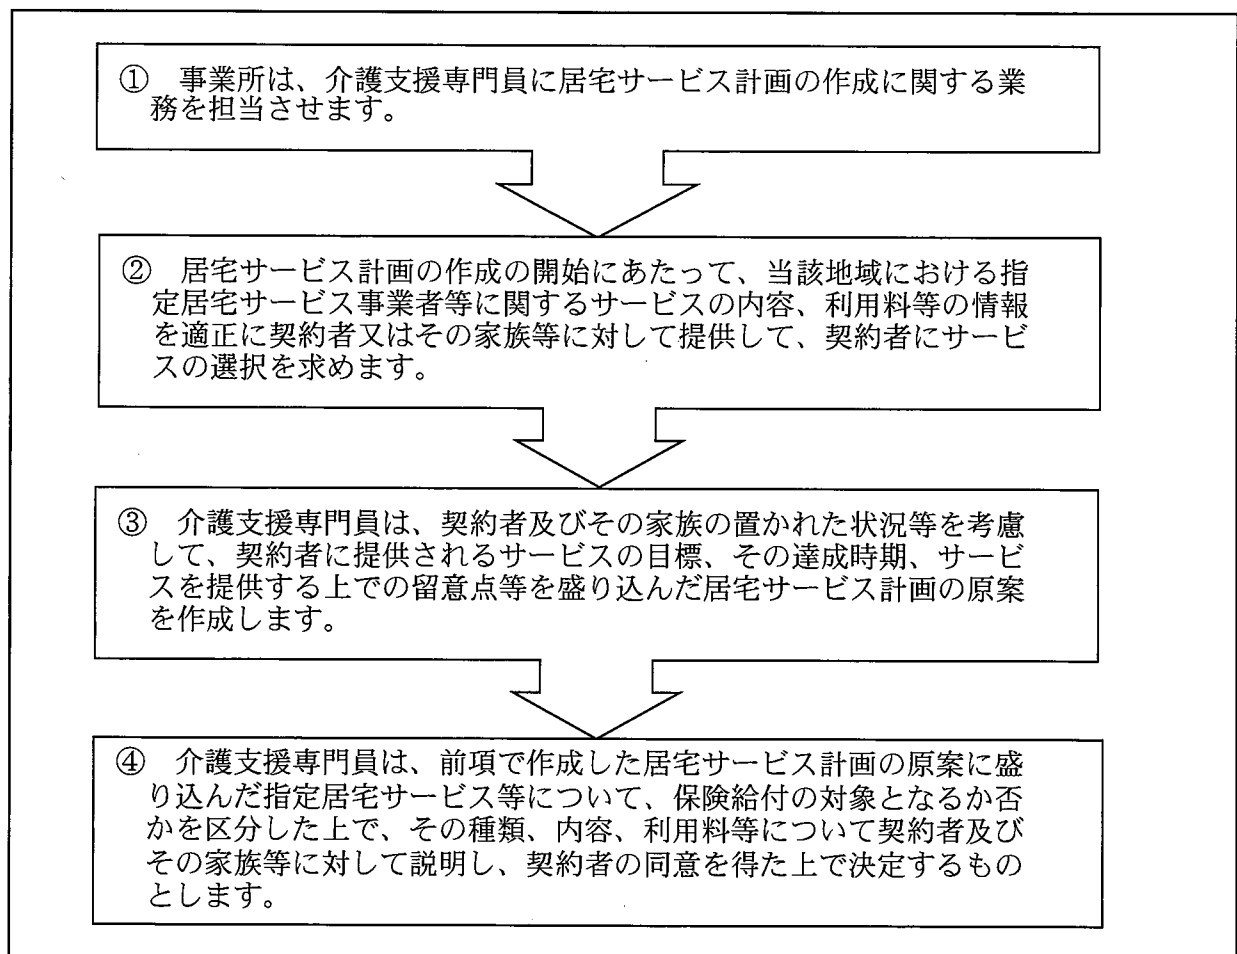 ① 事業所は、介護支援専門員に居宅サービス計画の作成に関する業
務を担当させます。
② 居宅サービス計画の作成の開始にあたって、当該地域における指
定居宅サービス事業者等に関するサービスの内容、利用料等の情報
を適正に契約者又はその家族等に対して提供して、契約者にサービ
スの選択を求めます。
③ 介護支援専門員は、契約者及びその家族の置かれた状況等を考慮
して、契約者に提供されるサービスの目標、その達成時期、サービ
スを提供する上での留意点等を盛り込んだ居宅サービス計画の原案
を作成します。
④ 介護支援専門員は、前項で作成した居宅サービス計画の原案に盛
り込んだ指定居宅サービス等について、保険給付の対象となるか否
かを区分した上で、その種類、内容、利用料等について契約者及び
その家族等に対して説明し、契約者の同意を得た上で決定するもの
とします。